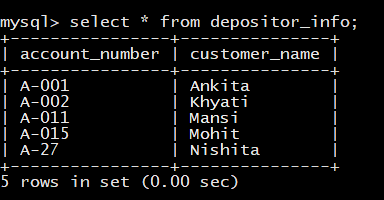 mysql> select * from depositor_info;
+----------------+---------------+
| account_number | customer_name |
+----------------+---------------+
| A-001          | Ankita        |
| A-002          | Khyati        |
| A-011          | Mansi         |
| A-015          | Mohit         |
| A-27           | Nishita       |
+----------------+---------------+
5 rows in set (0.00 sec)